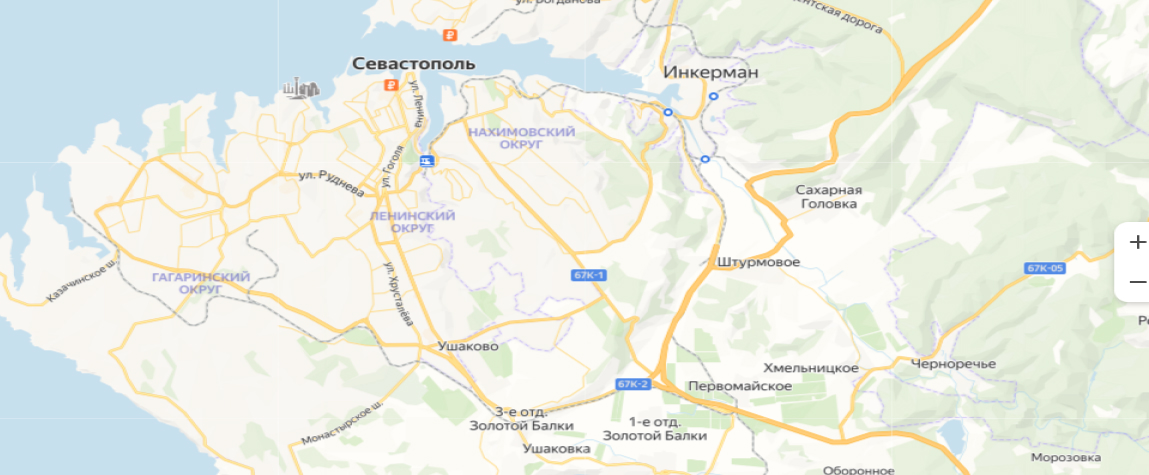 ул. Богданова
ентская дорога
Севастополь
Инкерман
ул. Ленина
НАХИМОВСКИЙ
ОКРУГ
ул. Гоголя
ул. Руднева
Сахарная
Головка
ЛЕНИНСКИЙ
ОКРУГ
Штурмовое
67К-1
67К-05
Казачинское ш.
ГАГАРИНСКИЙ
ОКРУГ
ул. Хрусталёва
Ушаково
Хмельницкое
Черноречье
67К-2
Первомайское
3-е отд.
Золотой Балки
1-е отд.
Золотой Балки
Монастырское ш.
Ушаковка
Морозовка
Оборонное